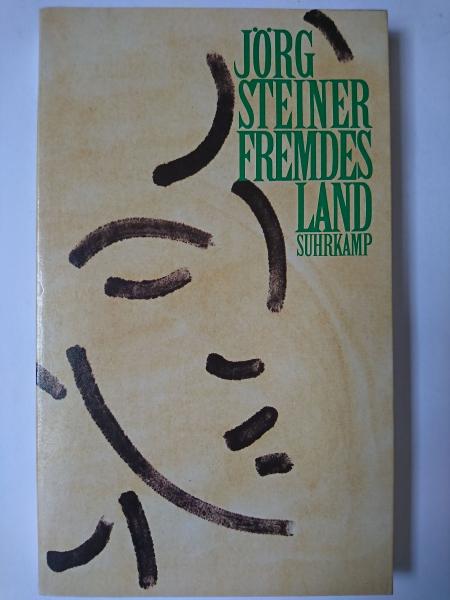 JÖRG
STEINER
FREMDES
LAND
SUHRKAMP